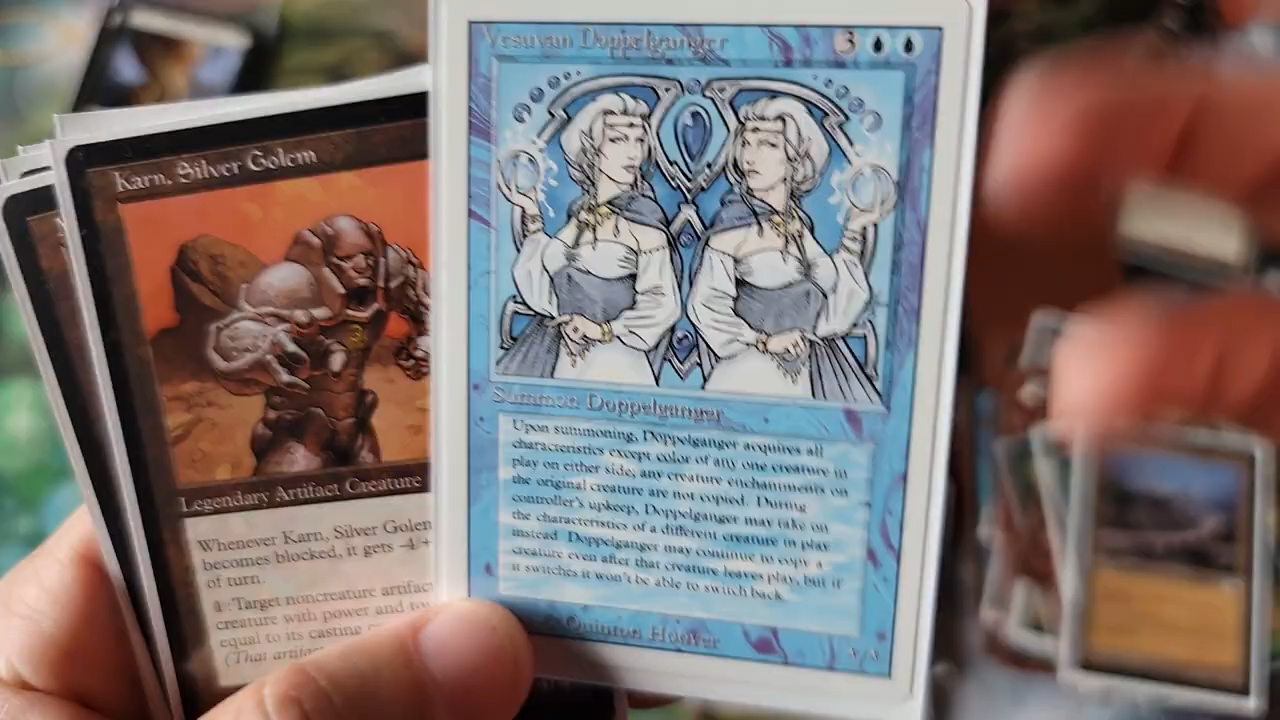 Karn, Silver Golem
Legendary Artifact Creature
Whenever Karn, Silver Golem
becomes blocked, it gets -4/+
of turn.
4:Target noncreature artifac
creature with power and to
equal to its casting
(That artifac
Vesuvan Doppelganger
3
Summon Doppelganger
Upon summoning, Doppelganger acquires all
characteristics except color of any one creature in
play on either side; any creature enchantments on
the original creature are not copied. During
controller's upkeep, Doppelganger may take on
the characteristics of a different creature in play
instead. Doppelganger may continue to copy a
creature even after that creature leaves play, but if
it switches it won't be able to switch back.
Quinton Hoover